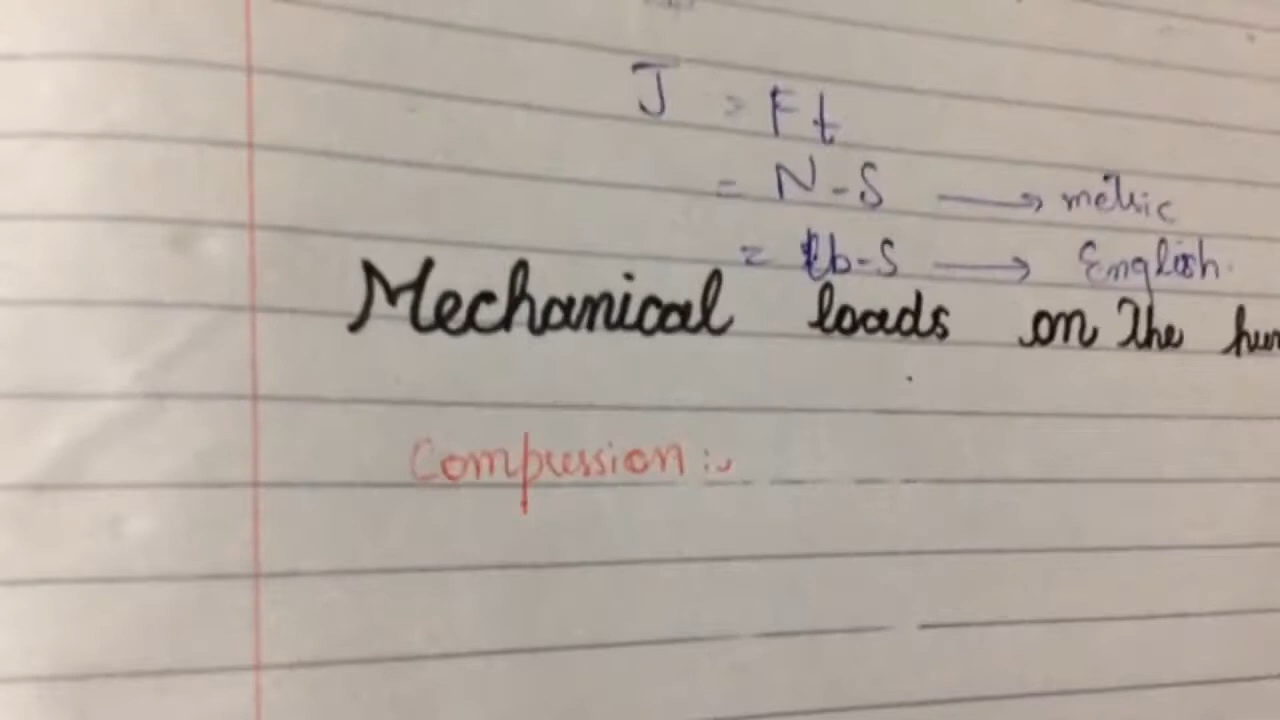 J = Ft
= N-S → metric
= lb-S → English.
Mechanical loads on The
Compression :-